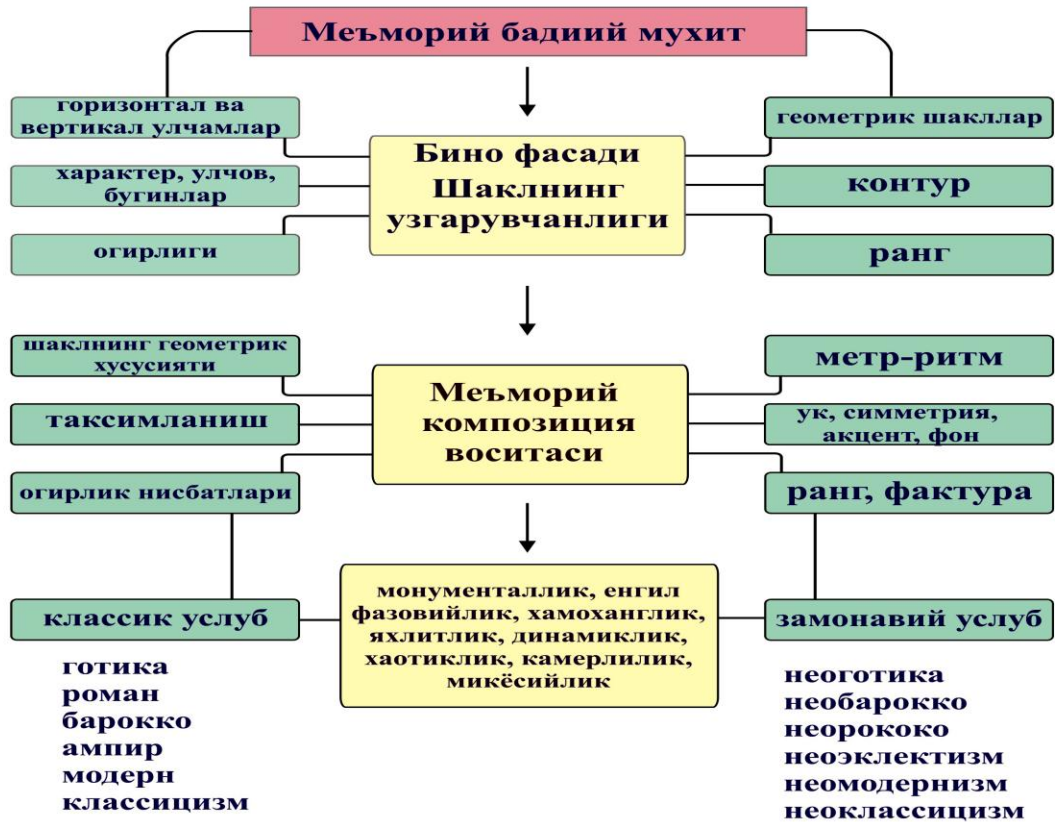 Меъморий бадиий мухит
горизонтал ва
вертикал улчамлар
характер, улчов,
бугинлар
огирлиги
Бино фасади
Шаклнинг
узгарувчанлиги
геометрик шакллар
контур
ранг
шаклнинг геометрик
хусусияти
таксимланиш
огирлик нисбатлари
Меъморий
композиция
воситаси
метр-ритм
ук, симметрия,
акцент, фон
ранг, фактура
классик услуб
монументаллик, енгил
фазовийлик, хамоханглик,
яхлитлик, динамиклик,
хаотиклик, камерлилик,
микёсийлик
замонавий услуб
готика
роман
барокко
ампир
модерн
классицизм
неоготика
необарокко
неорококо
неоэклектизм
неомодернизм
неоклассицизм